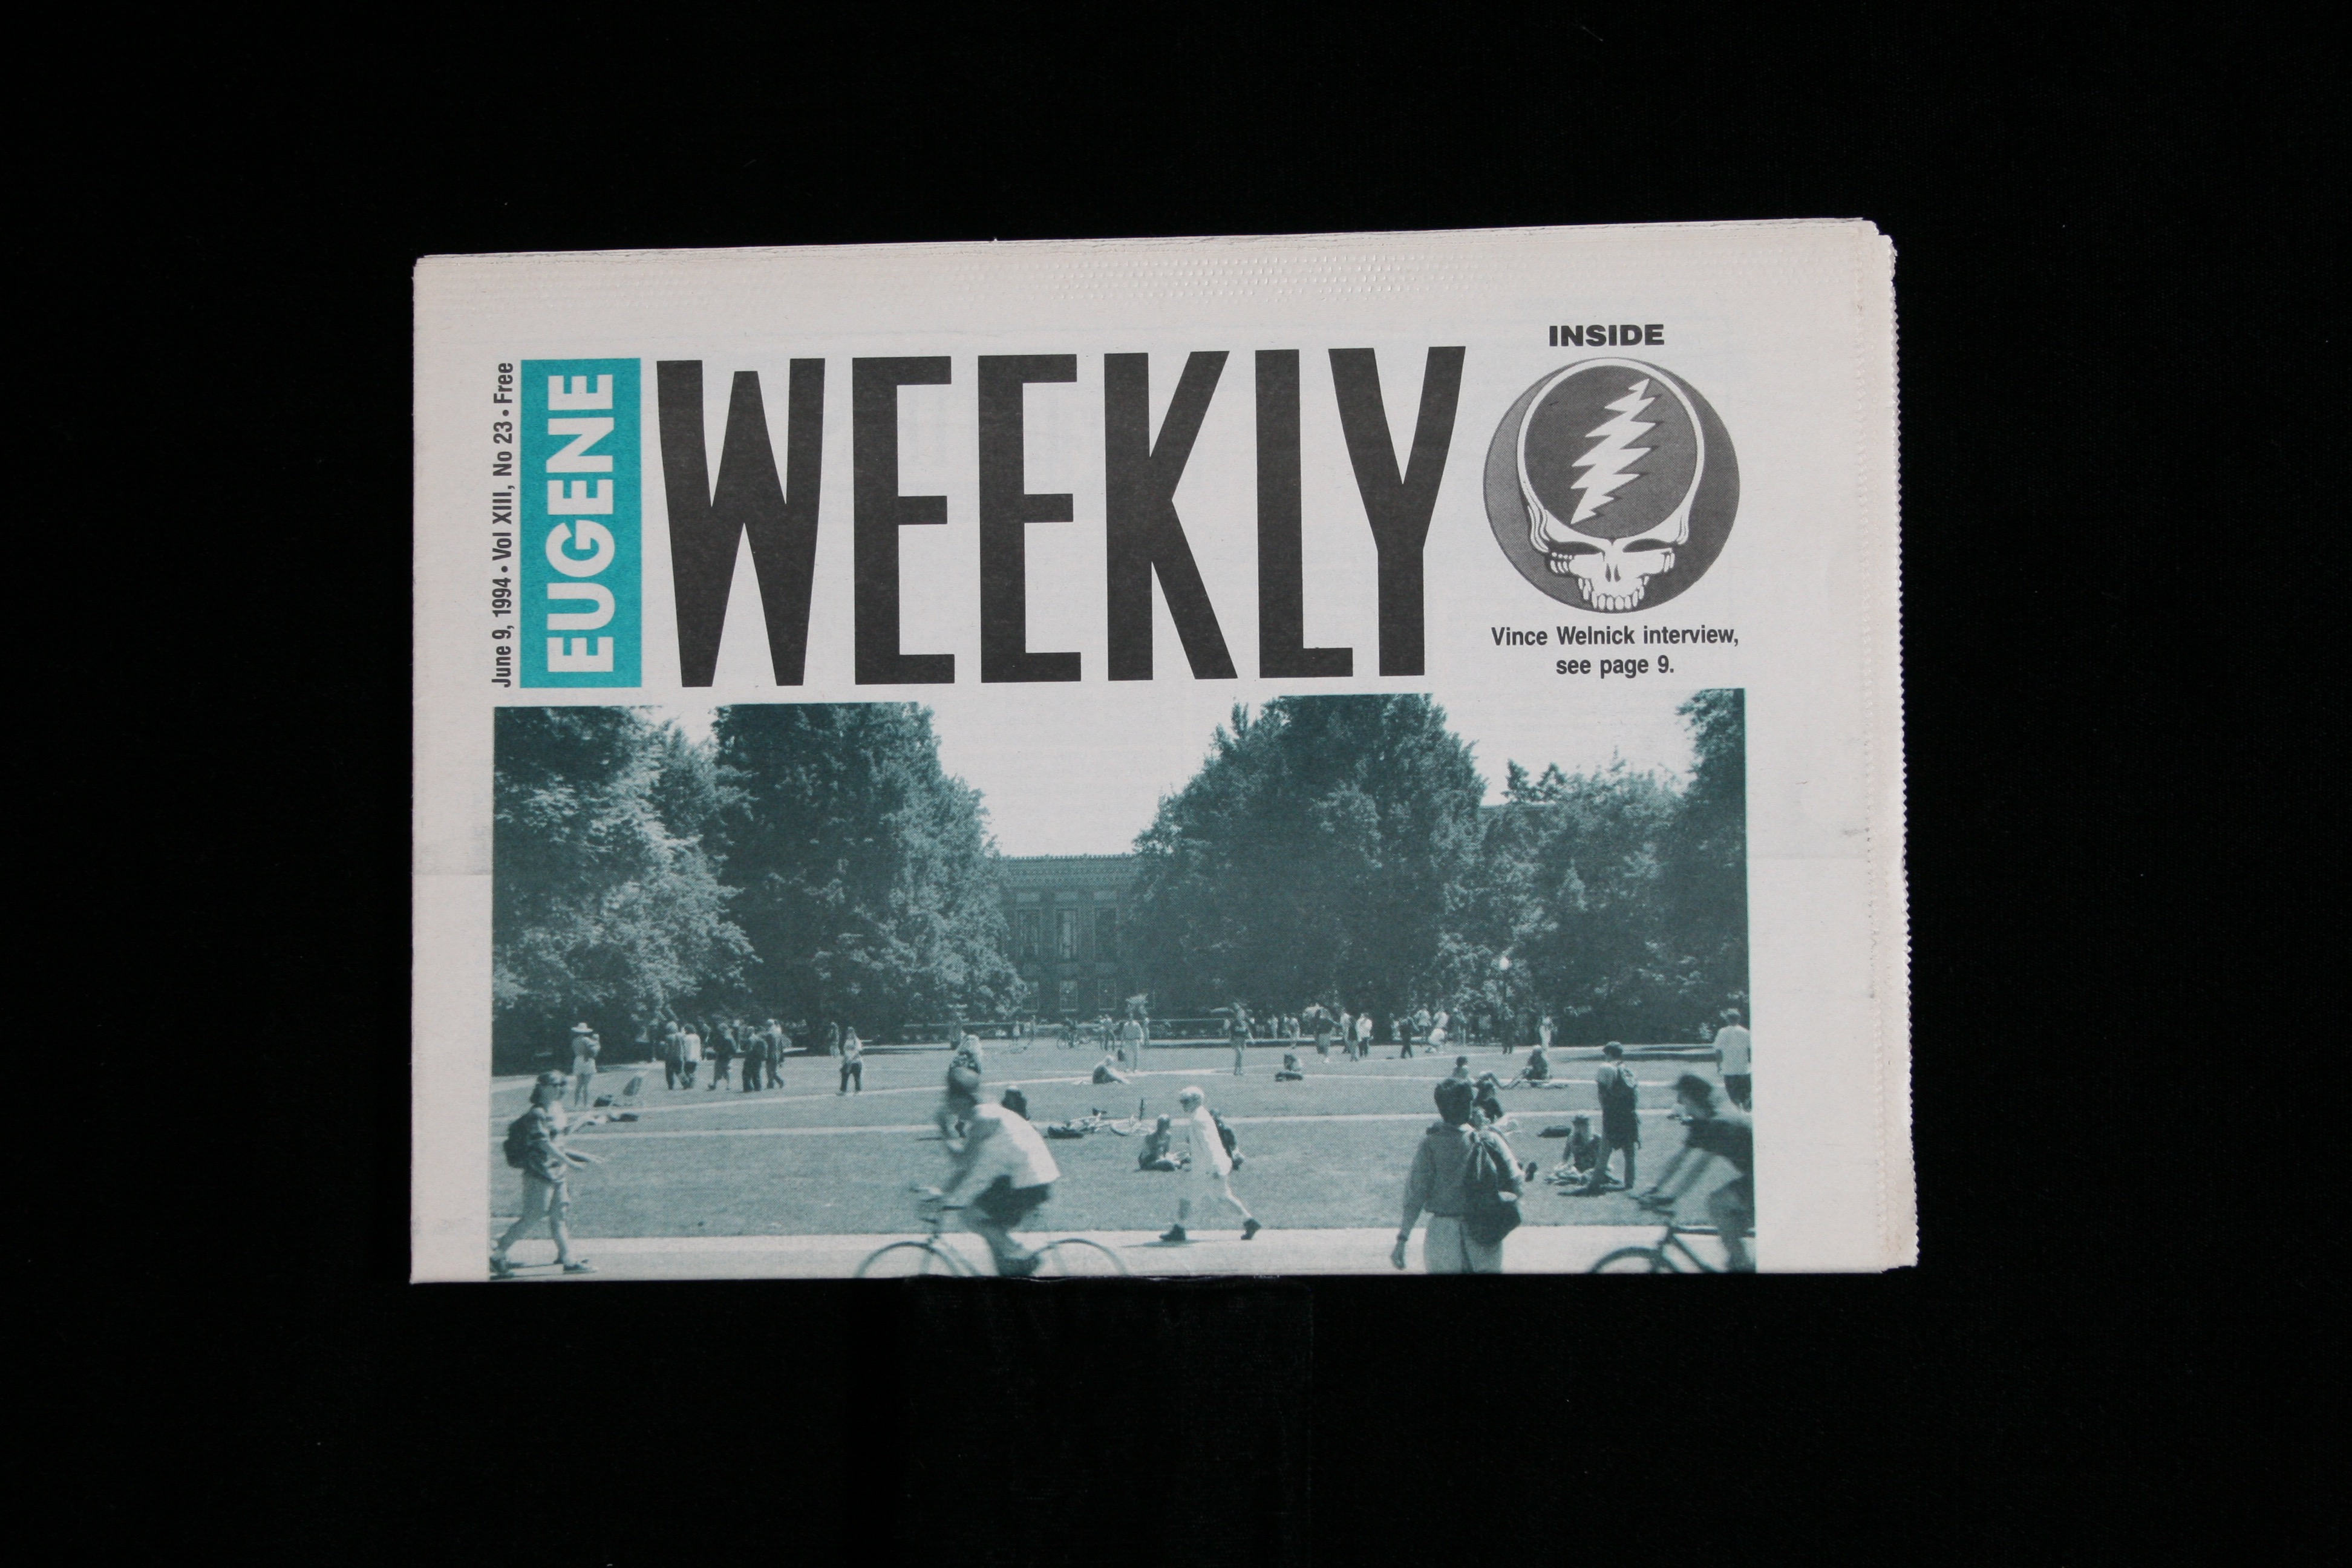 June 9, 1994 • Vol XIII, No 23 • Free
EUGENE
WEEKLY
INSIDE
Vince Welnick interview,
see page 9.